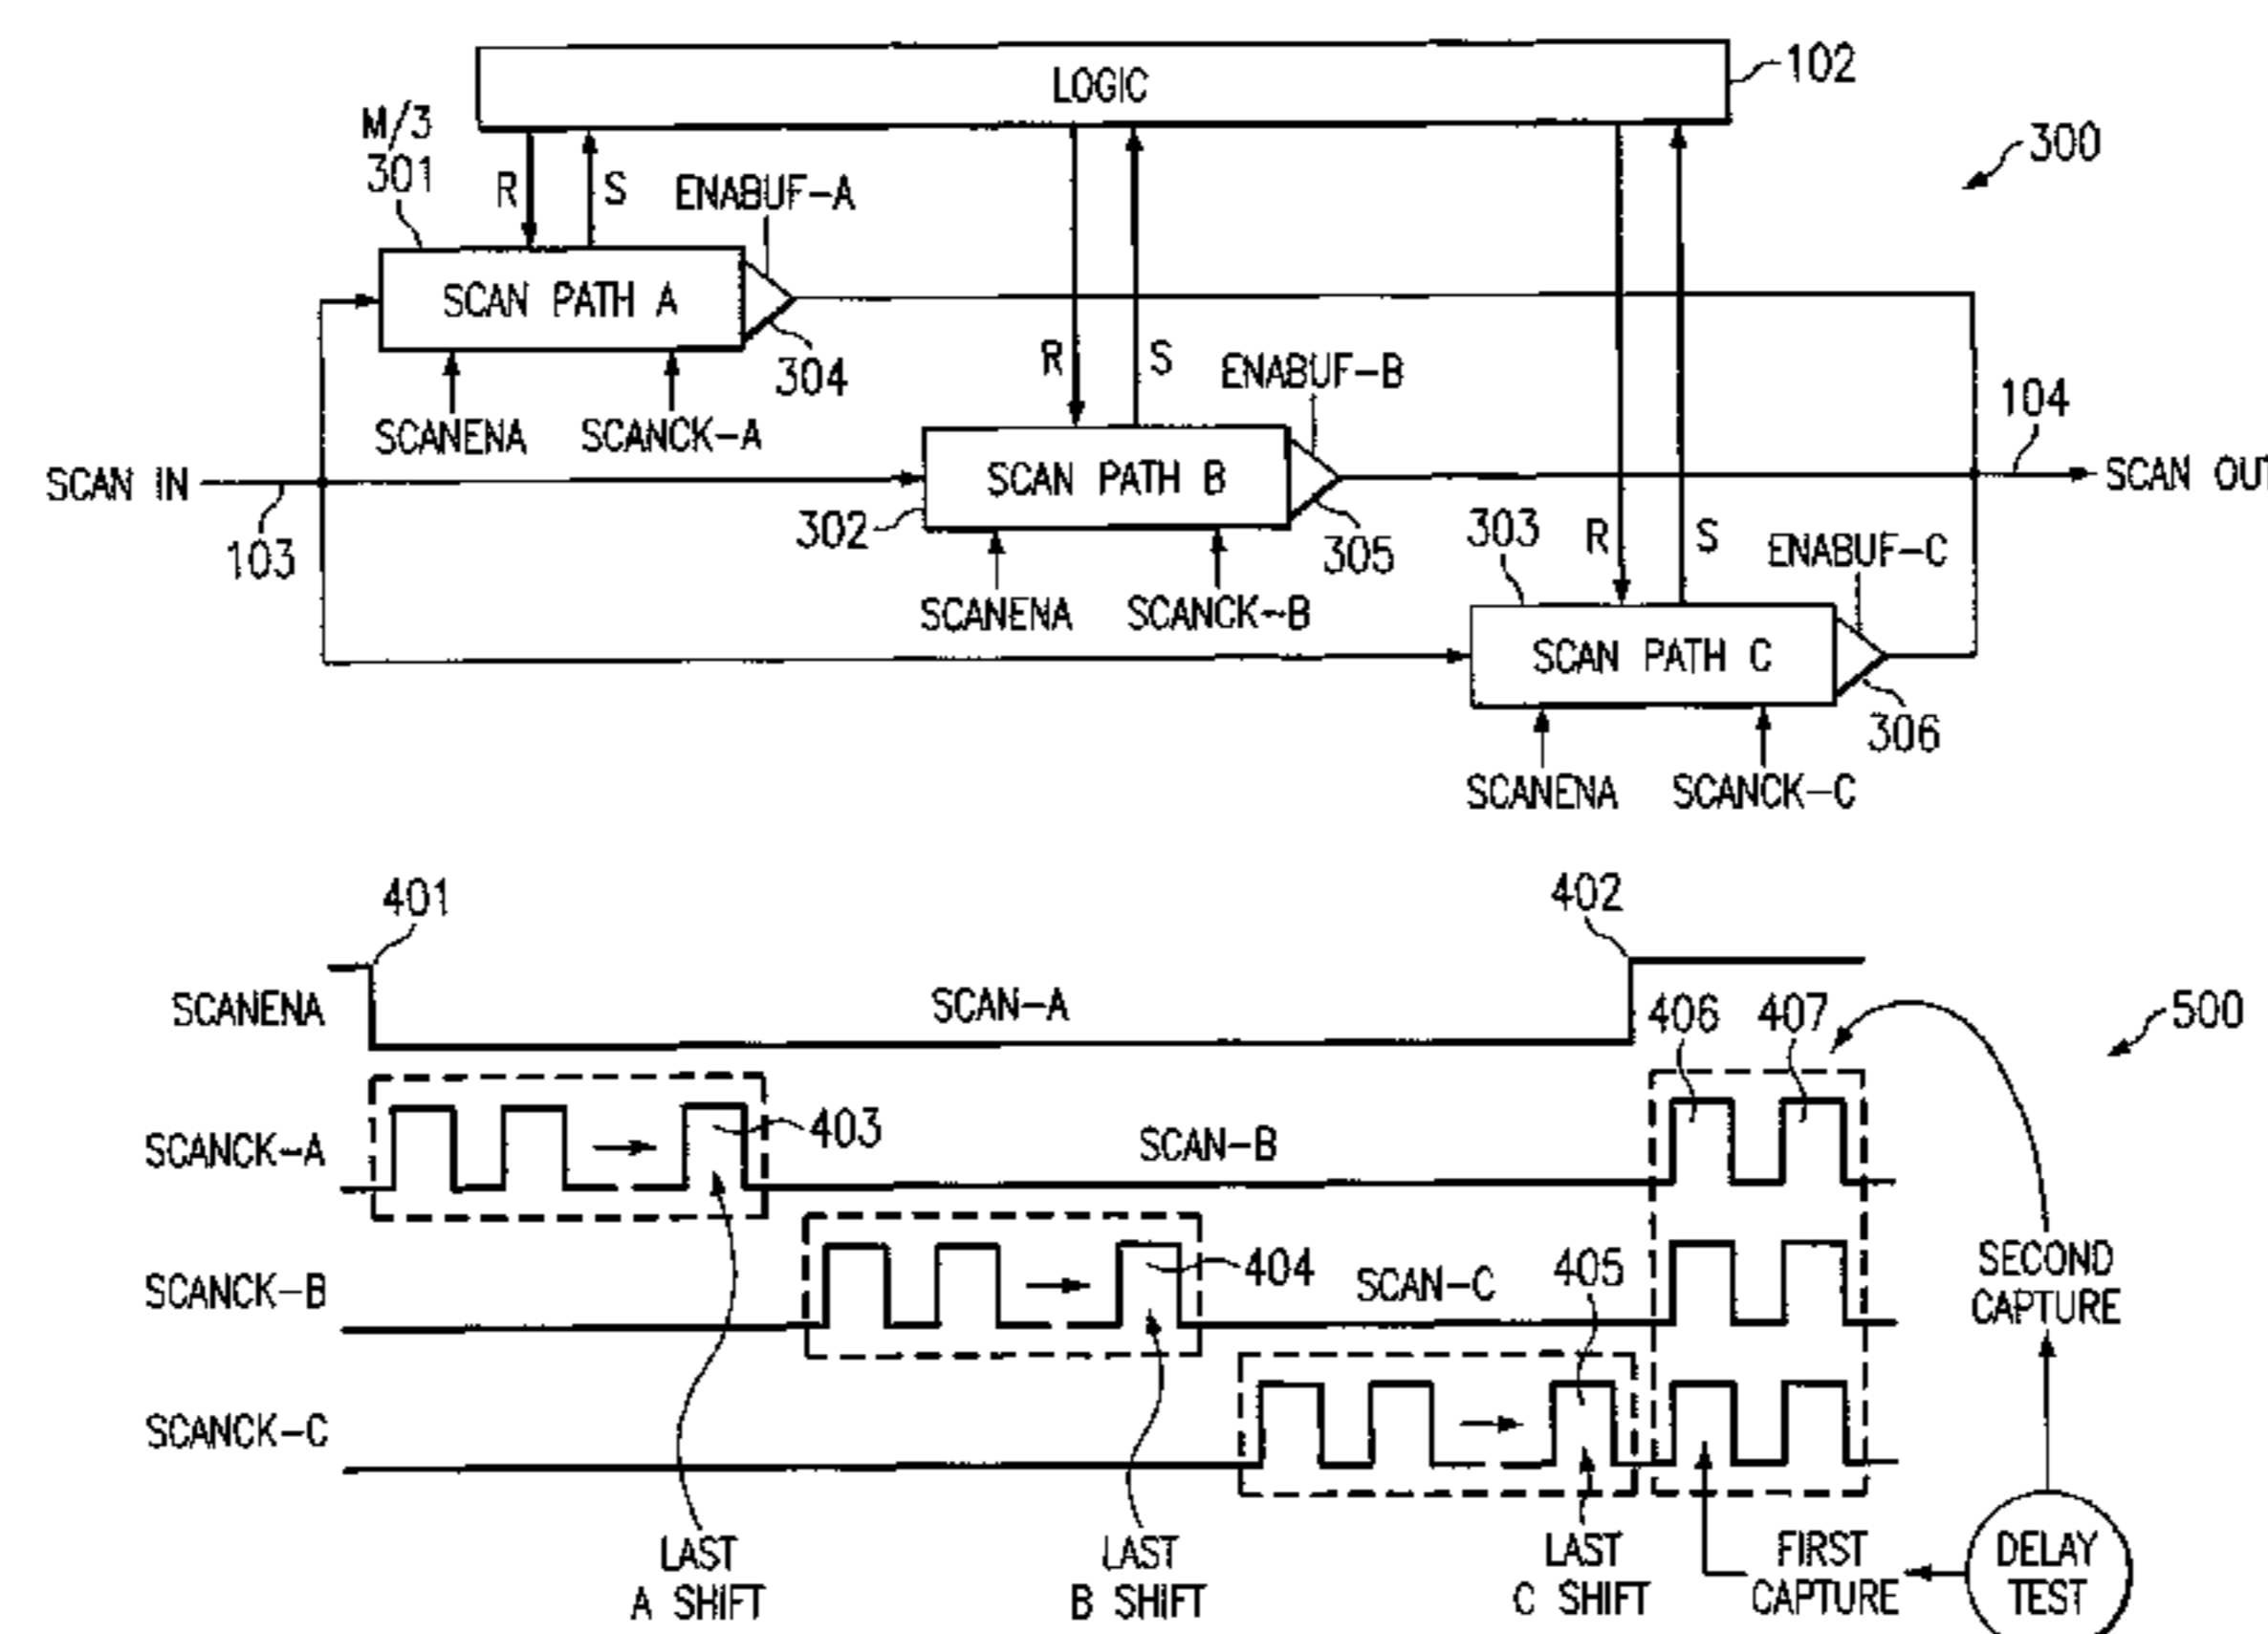 LOGIC
102
M/3
301
R
S
ENABUF-A
300
SCAN PATH A
304
R
S
ENABUF-B
SCANENA
SCANCK-A
104
SCAN IN
SCAN PATH B
SCAN OUT
103
302
305
303
R
S
ENABUF-C
SCANENA
SCANCK-B
SCAN PATH C
306
SCANENA
SCANCK-C
401
402
SCANENA
SCAN-A
406
407
500
SCANCK-A
403
SCAN-B
SCANCK-B
404
SCAN-C
405
SECOND
CAPTURE
SCANCK-C
LAST
A SHIFT
LAST
B SHIFT
LAST
C SHIFT
FIRST
CAPTURE
DELAY
TEST